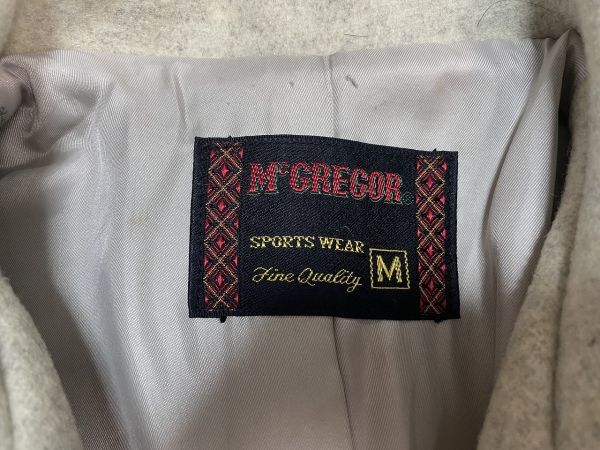 McGREGOR®
SPORTS WEAR
Fine Quality
M